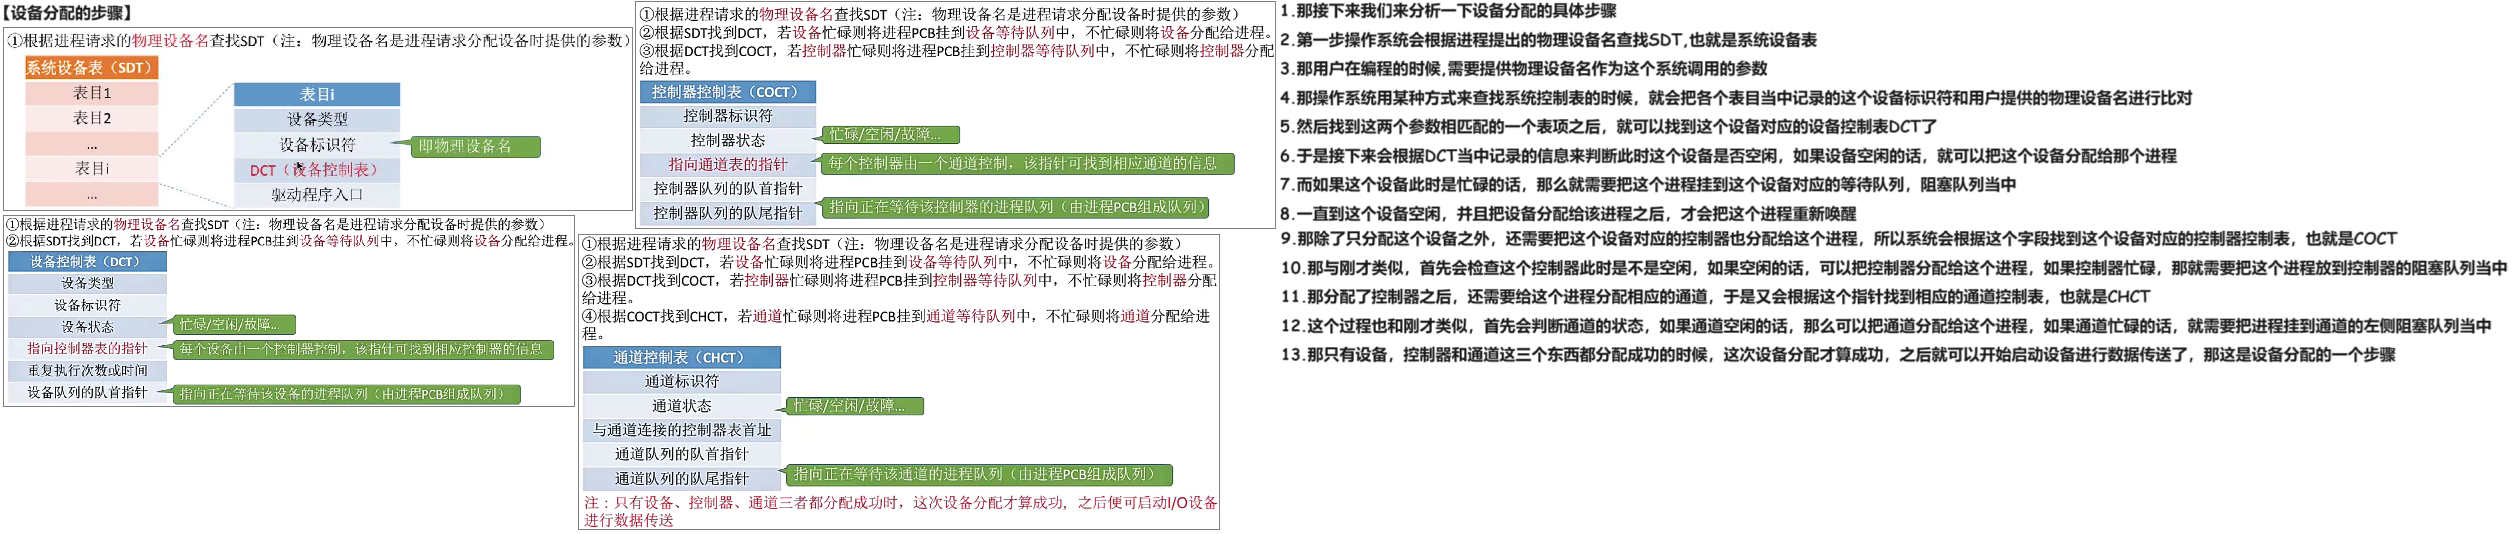 【设备分配的步骤】
①根据进程请求的物理设备名查找SDT（注：物理设备名是进程请求分配设备时提供的参数）
系统设备表（SDT）
表目1
表目2
...
表目i
...
表目i
设备类型
设备标识符
DCT（设备控制表）
驱动程序入口
即物理设备名
①根据进程请求的物理设备名查找SDT（注：物理设备名是进程请求分配设备时提供的参数）
②根据SDT找到DCT，若设备忙碌则将进程PCB挂到设备等待队列中，不忙碌则将设备分配给进程。
设备控制表（DCT）
设备类型
设备标识符
设备状态
指向控制器表的指针
重复执行次数或时间
设备队列的队首指针
忙碌/空闲/故障...
每个设备由一个控制器控制，该指针可找到相应控制器的信息
指向正在等待该设备的进程队列（由进程PCB组成队列）
①根据进程请求的物理设备名查找SDT（注：物理设备名是进程请求分配设备时提供的参数）
②根据SDT找到DCT，若设备忙碌则将进程PCB挂到设备等待队列中，不忙碌则将设备分配给进程。
③根据DCT找到COCT，若控制器忙碌则将进程PCB挂到控制器等待队列中，不忙碌则将控制器分配
给进程。
控制器控制表（COCT）
控制器标识符
控制器状态
指向通道表的指针
控制器队列的队首指针
控制器队列的队尾指针
忙碌/空闲/故障...
每个控制器由一个通道控制，该指针可找到相应通道的信息
指向正在等待该控制器的进程队列（由进程PCB组成队列）
①根据进程请求的物理设备名查找SDT（注：物理设备名是进程请求分配设备时提供的参数）
②根据SDT找到DCT，若设备忙碌则将进程PCB挂到设备等待队列中，不忙碌则将设备分配给进程。
③根据DCT找到COCT，若控制器忙碌则将进程PCB挂到控制器等待队列中，不忙碌则将控制器分配
给进程。
④根据COCT找到CHCT，若通道忙碌则将进程PCB挂到通道等待队列中，不忙碌则将通道分配给进
程。
通道控制表（CHCT）
通道标识符
通道状态
与通道连接的控制器表首址
通道队列的队首指针
通道队列的队尾指针
忙碌/空闲/故障...
指向正在等待该通道的进程队列（由进程PCB组成队列）
注：只有设备、控制器、通道三者都分配成功时，这次设备分配才算成功，之后便可启动I/O设备
进行数据传送
1.那接下来我们来分析一下设备分配的具体步骤
2.第一步操作系统会根据进程提出的物理设备名查找SDT,也就是系统设备表
3.那用户在编程的时候,需要提供物理设备名作为这个系统调用的参数
4.那操作系统用某种方式来查找系统控制表的时候，就会把各个表目当中记录的这个设备标识符和用户提供的物理设备名进行比对
5.然后找到这两个参数相匹配的一个表项之后，就可以找到这个设备对应的设备控制表DCT了
6.于是接下来会根据DCT当中记录的信息来判断此时这个设备是否空闲，如果设备空闲的话，就可以把这个设备分配给那个进程
7.而如果这个设备此时是忙碌的话，那么就需要把这个进程挂到这个设备对应的等待队列，阻塞队列当中
8.一直到这个设备空闲，并且把设备分配给该进程之后，才会把这个进程重新唤醒
9.那除了只分配这个设备之外，还需要把这个设备对应的控制器也分配给这个进程，所以系统会根据这个字段找到这个设备对应的控制器控制表，也就是COCT
10.那与刚才类似，首先会检查这个控制器此时是不是空闲，如果空闲的话，可以把控制器分配给这个进程，如果控制器忙碌，那就需要把这个进程放到控制器的阻塞队列当中
11.那分配了控制器之后，还需要给这个进程分配相应的通道，于是又会根据这个指针找到相应的通道控制表，也就是CHCT
12.这个过程也和刚才类似，首先会判断通道的状态，如果通道空闲的话，那么可以把通道分配给这个进程，如果通道忙碌的话，就需要把进程挂到通道的左侧阻塞队列当中
13.那只有设备，控制器和通道这三个东西都分配成功的时候，这次设备分配才算成功，之后就可以开始启动设备进行数据传送了，那这是设备分配的一个步骤